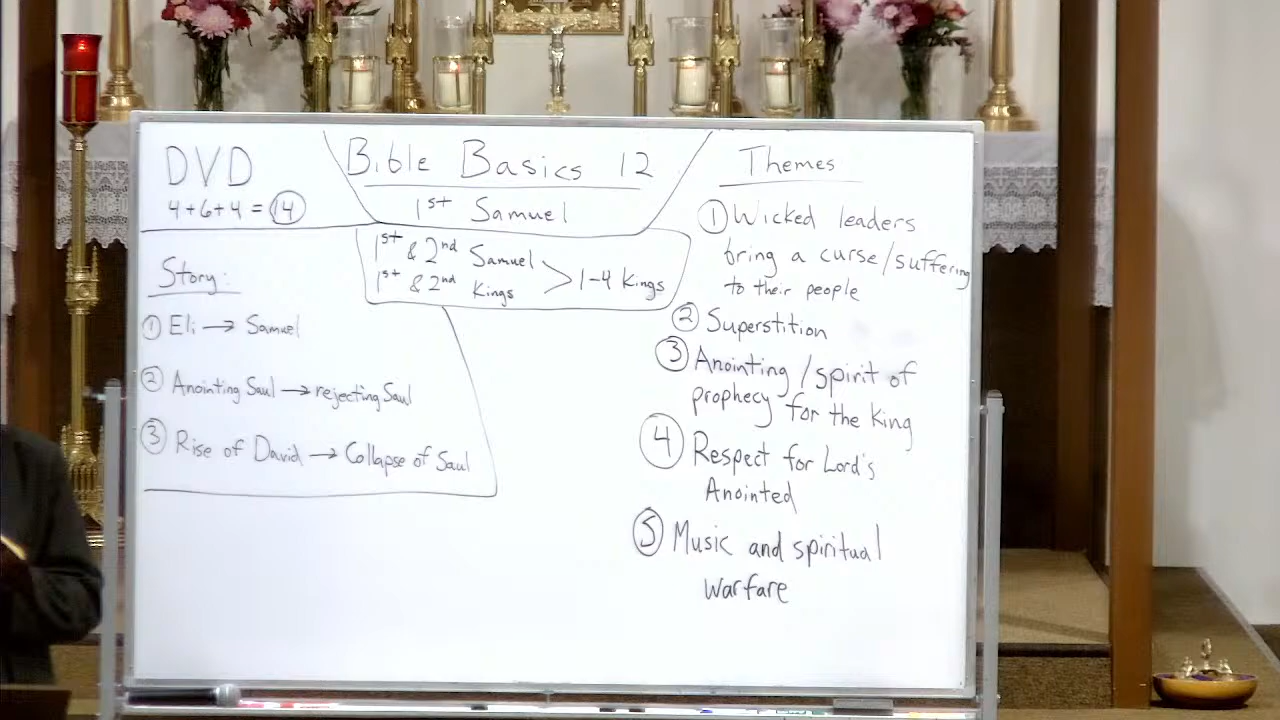 DVD
4+6+4 = 14
Bible Basics 12
1st Samuel
1st & 2nd Samuel
1st & 2nd Kings
> 1-4 Kings
Story:
① Eli → Samuel
② Anointing Saul → rejecting Saul
③ Rise of David → Collapse of Saul
Themes
① Wicked leaders
bring a curse/suffering
to their people
② Superstition
③ Anointing/spirit of
prophecy for the King
④ Respect for Lord's
Anointed
⑤ Music and spiritual
warfare